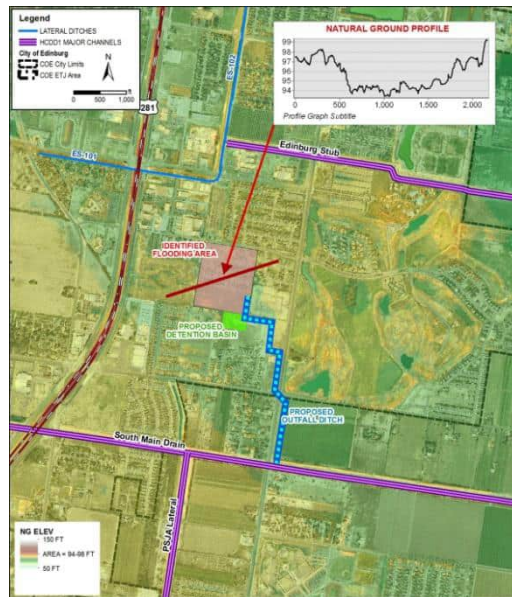 Legend
LATERAL DITCHES
HCDD1 MAJOR CHANNELS
City of Edinburg
COE City Limits
COE ETJ Area
N
0 500 1,000
ft
NATURAL GROUND PROFILE
99
98
97
96
95
94
0 500 1,000 1,500 2,000
Profile Graph Subtitle
281
ES-102
ES-101
Edinburg Stub
IDENTIFIED
FLOODING AREA
PROPOSED
DETENTION BASIN
PROPOSED
OUTFALL DITCH
South Main Drain
PSJA Lateral
NG ELEV
150 FT
AREA = 94-98 FT
50 FT